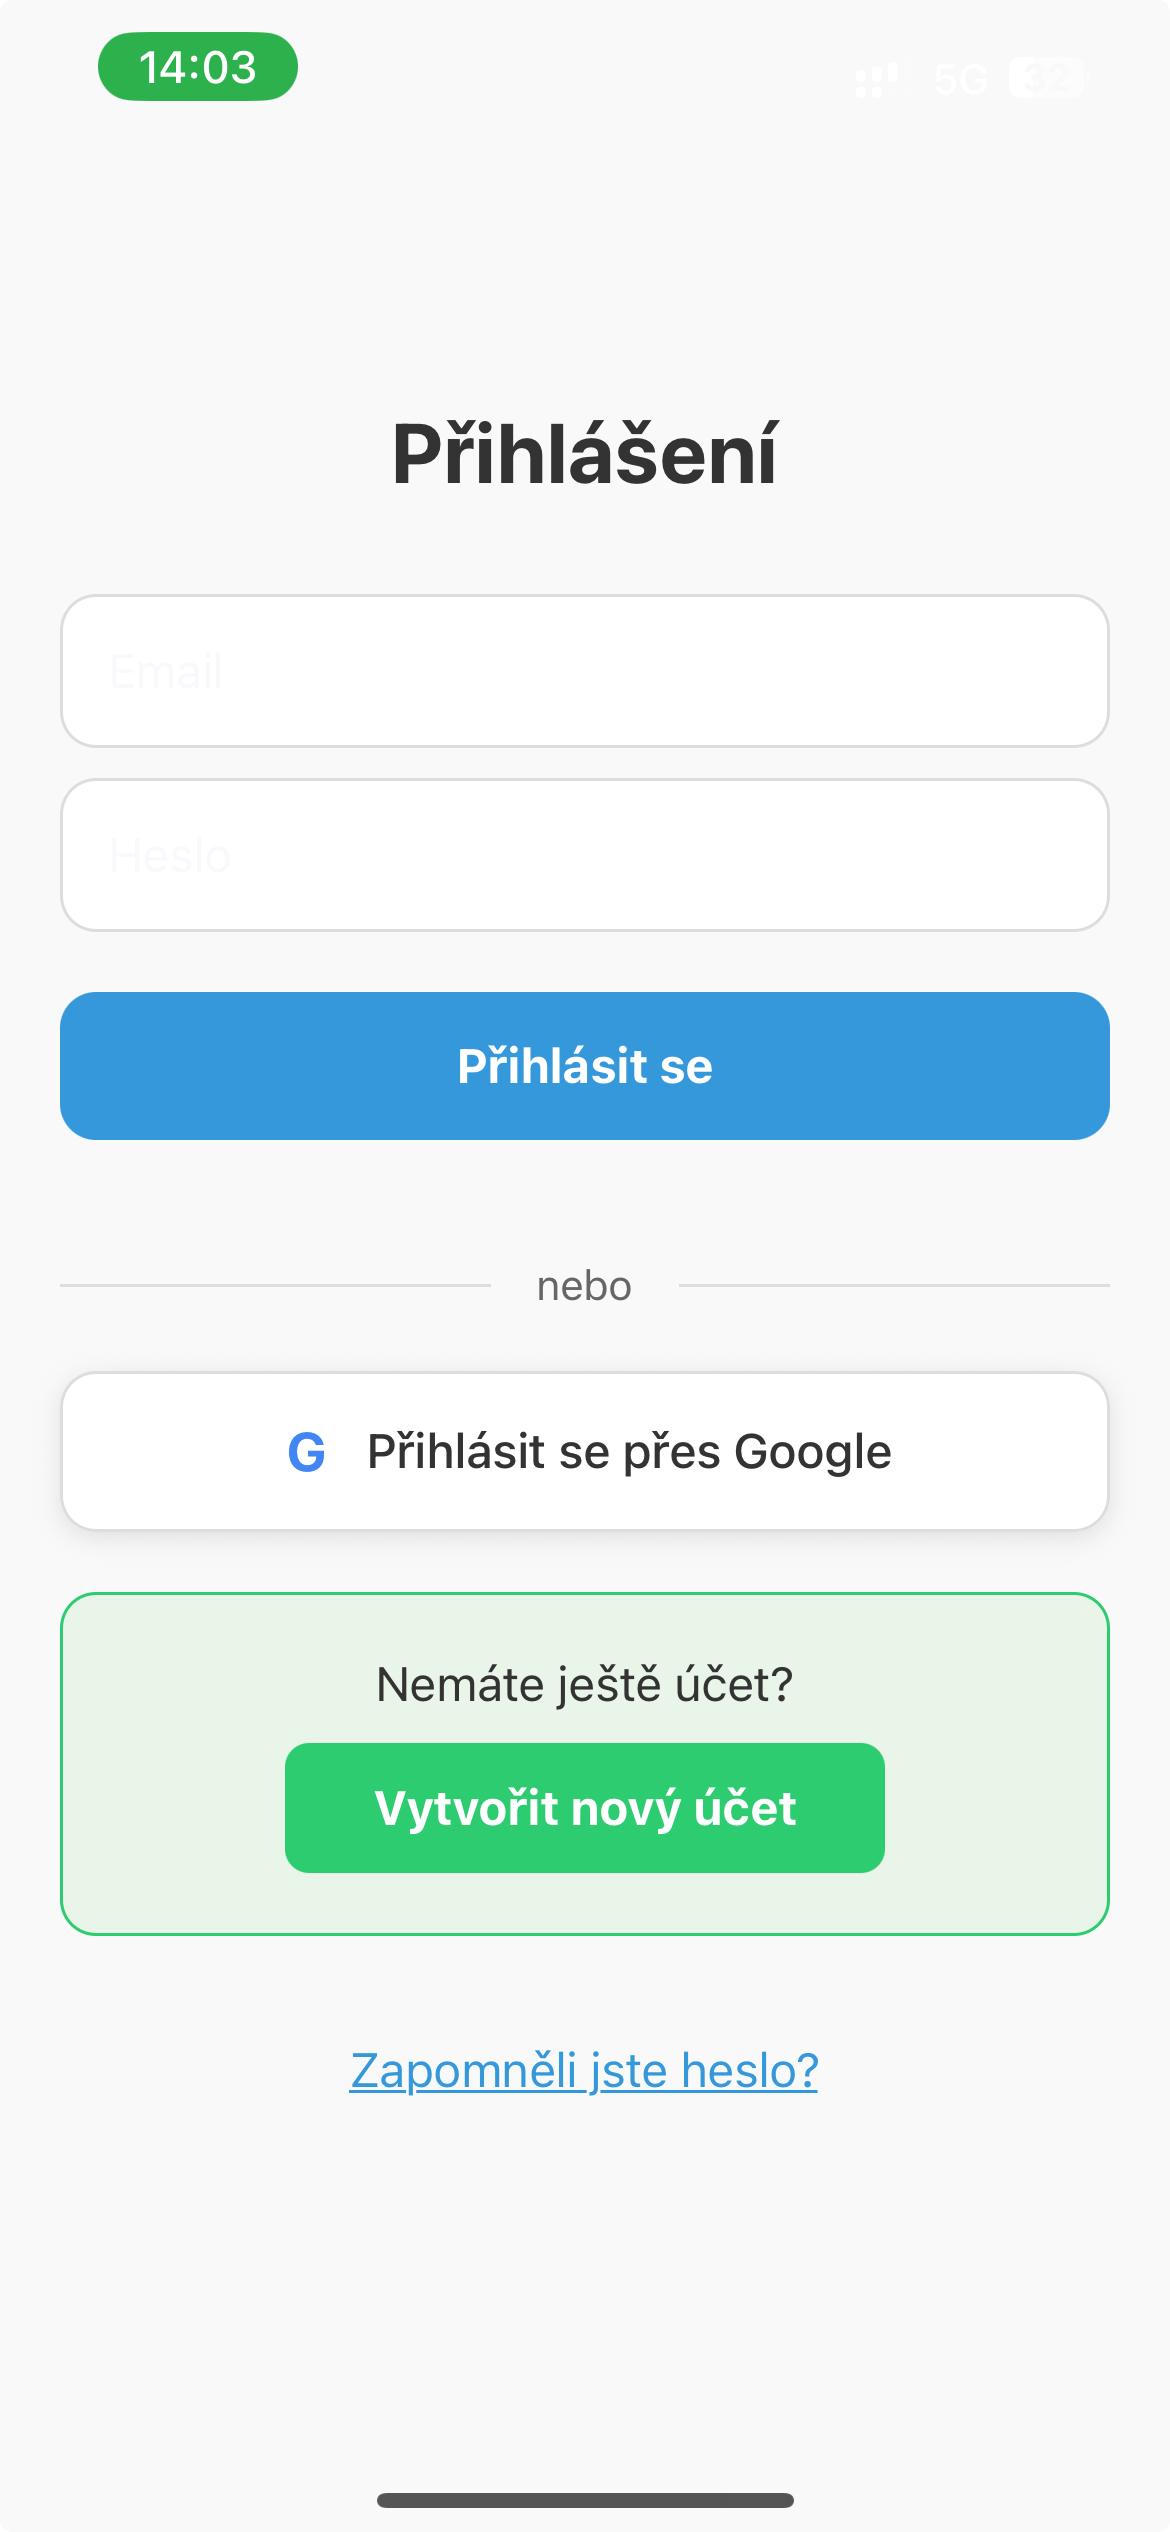 14:03
5G 32
Přihlášení
Email
Heslo
Přihlásit se
nebo
G Přihlásit se přes Google
Nemáte ještě účet?
Vytvořit nový účet
Zapomněli jste heslo?